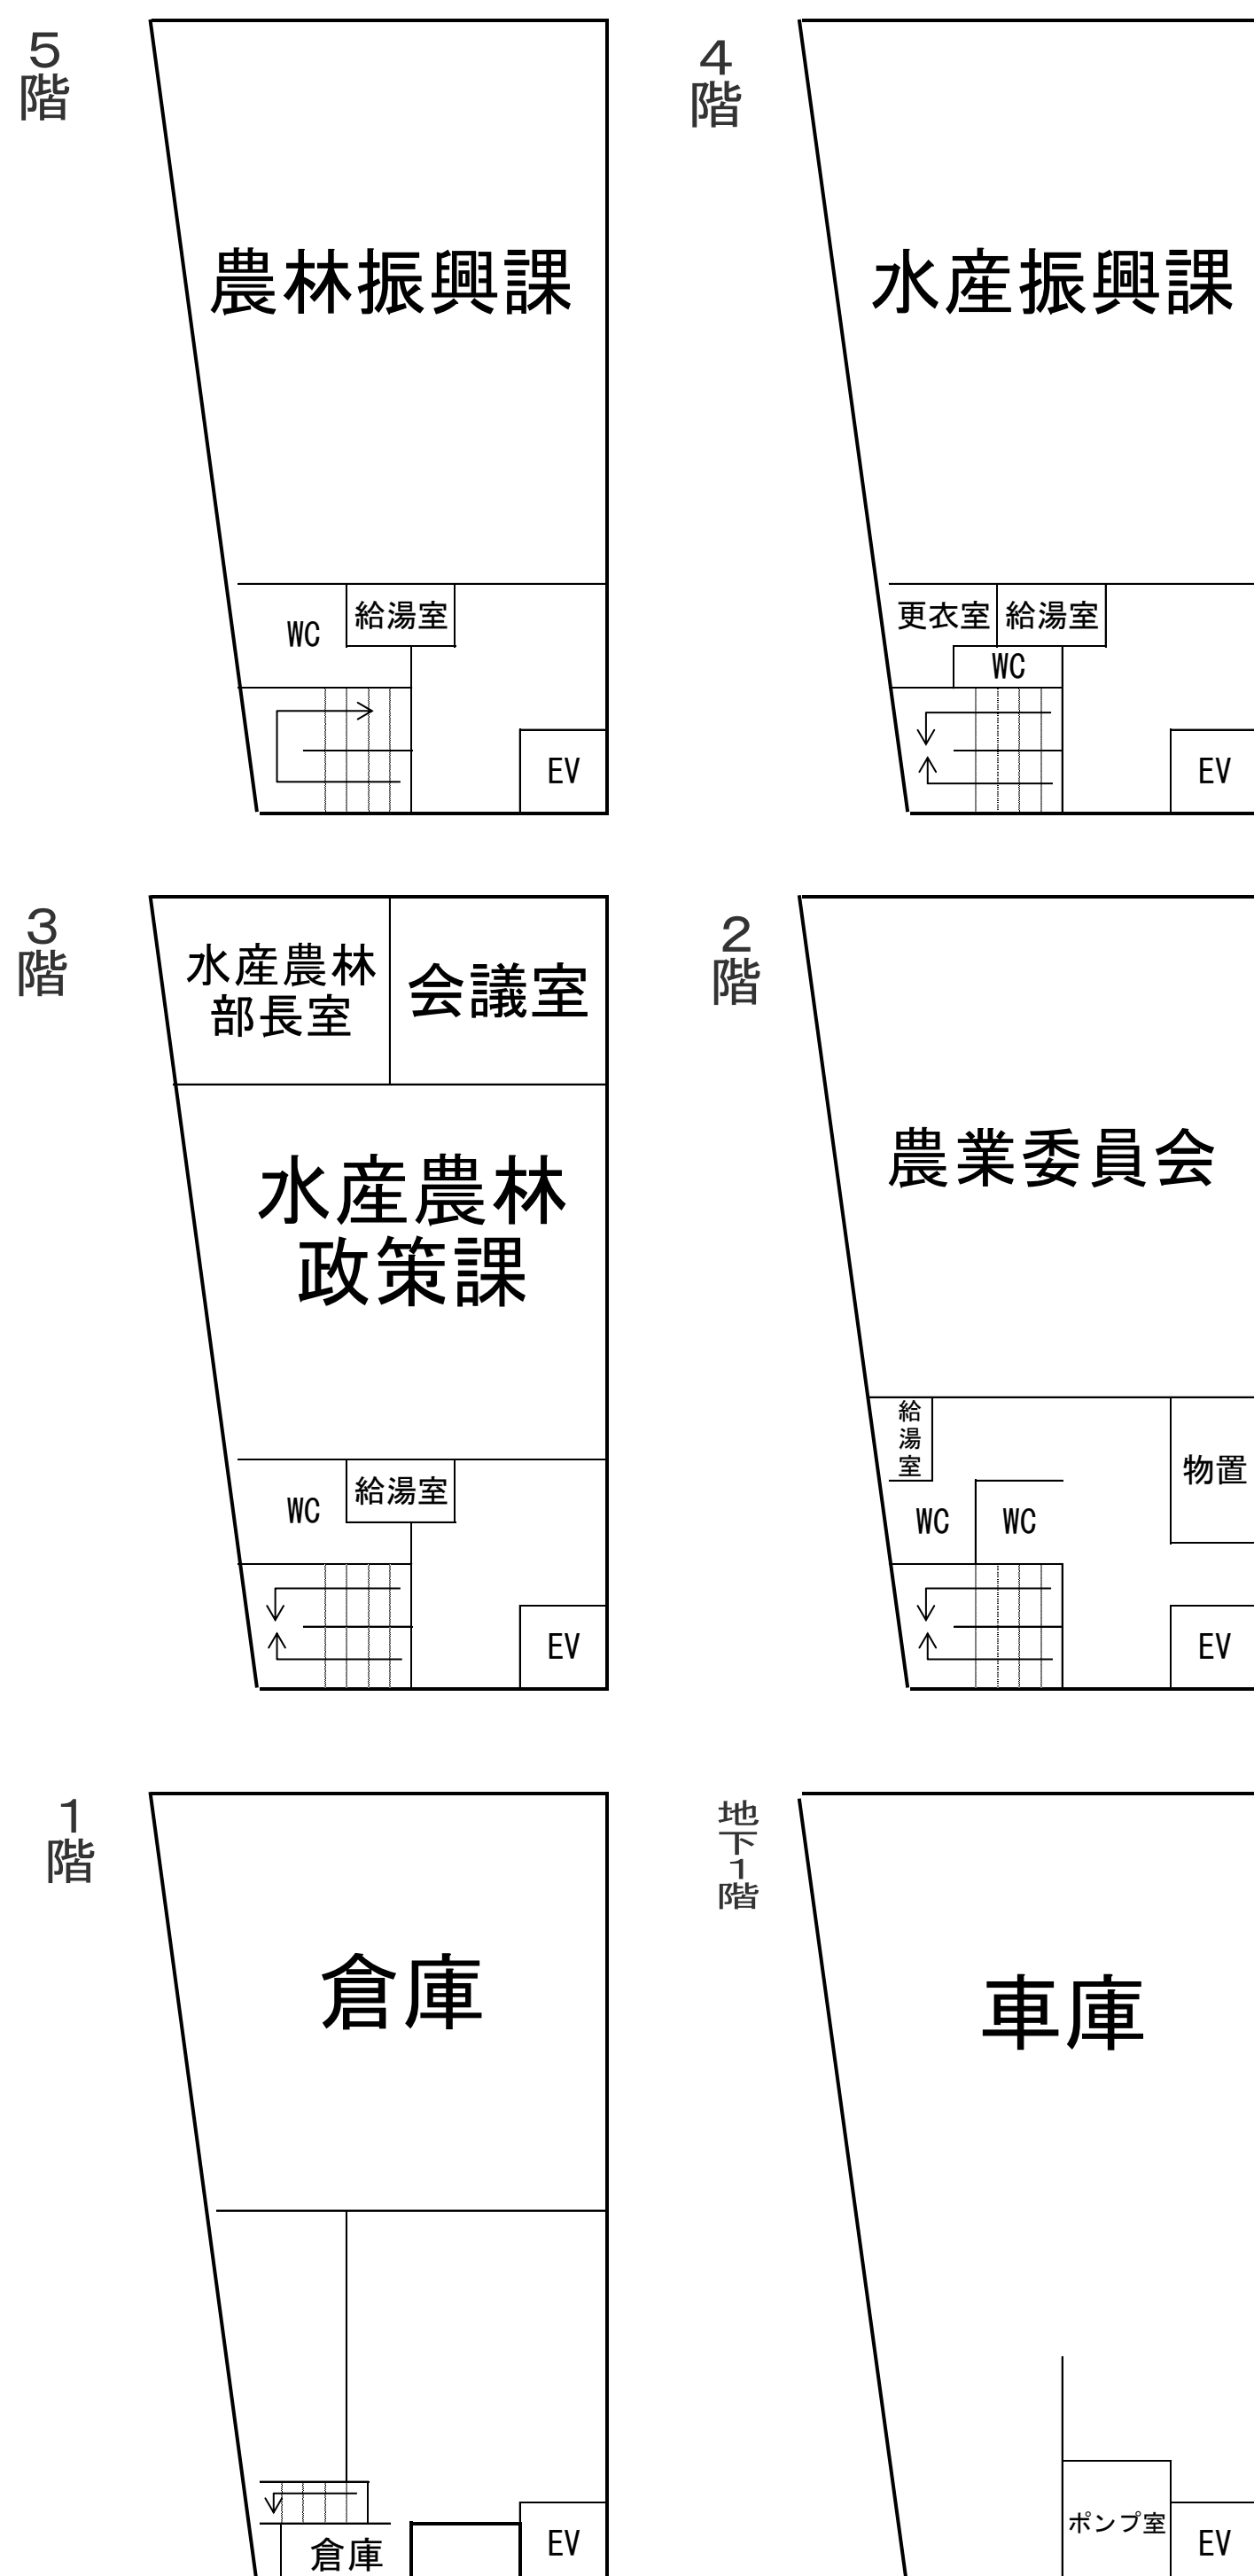 5階
農林振興課
WC
給湯室
EV
4階
水産振興課
更衣室
給湯室
WC
EV
3階
水産農林
部長室
会議室
水産農林
政策課
WC
給湯室
EV
2階
農業委員会
給湯室
物置
WC
WC
EV
1階
倉庫
倉庫
EV
地下1階
車庫
ポンプ室
EV